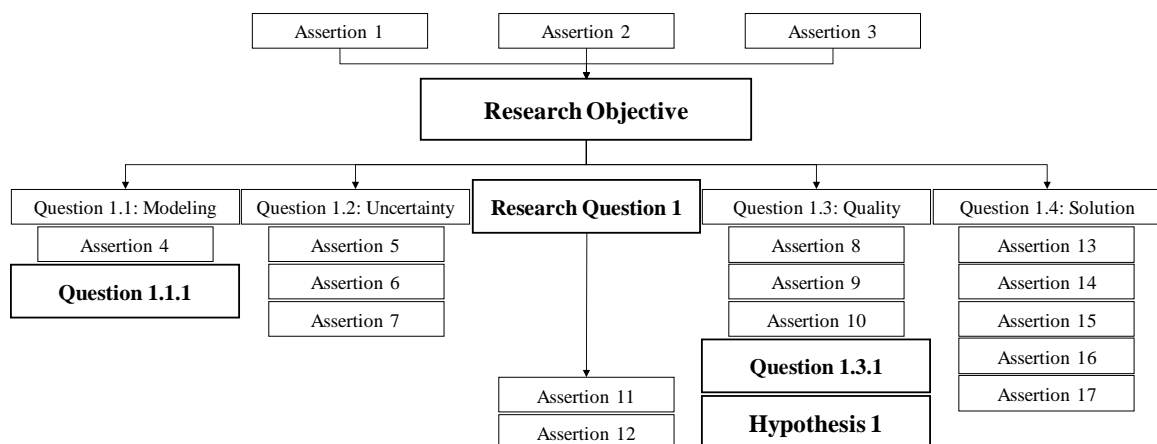 Assertion 1
Assertion 2
Assertion 3
Research Objective
Question 1.1: Modeling
Question 1.2: Uncertainty
Research Question 1
Question 1.3: Quality
Question 1.4: Solution
Assertion 4
Question 1.1.1
Assertion 5
Assertion 6
Assertion 7
Assertion 11
Assertion 12
Assertion 8
Assertion 9
Assertion 10
Question 1.3.1
Hypothesis 1
Assertion 13
Assertion 14
Assertion 15
Assertion 16
Assertion 17